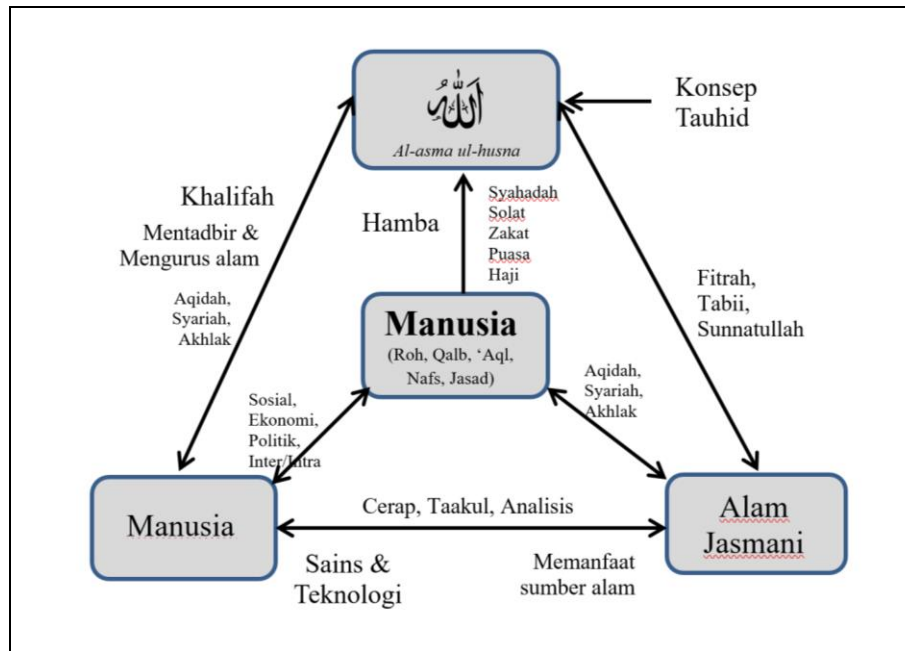 اللّٰهُ
Al-asma ul-husna
Konsep
Tauhid
Khalifah
Mentadbir &
Mengurus alam
Aqidah,
Syariah,
Akhlak
Hamba
Syahadah
Solat
Zakat
Puasa
Haji
Fitrah,
Tabii,
Sunnatullah
Manusia
(Roh, Qalb, ‘Aql,
Nafs, Jasad)
Sosial,
Ekonomi,
Politik,
Inter/Intra
Aqidah,
Syariah,
Akhlak
Manusia
Cerap, Taakul, Analisis
Alam
Jasmani
Sains &
Teknologi
Memanfaat
sumber alam